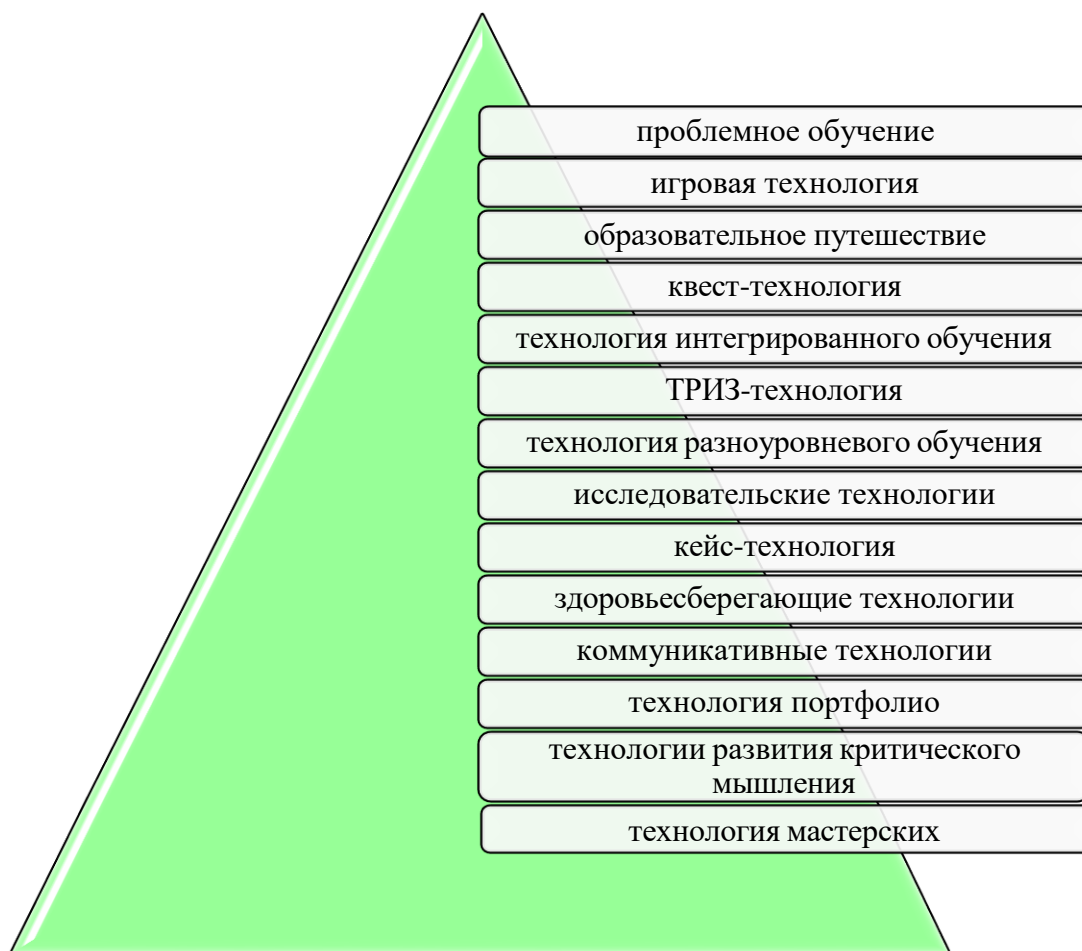 проблемное обучение
игровая технология
образовательное путешествие
квест-технология
технология интегрированного обучения
ТРИЗ-технология
технология разноуровневого обучения
исследовательские технологии
кейс-технология
здоровьесберегающие технологии
коммуникативные технологии
технология портфолио
технологии развития критического
мышления
технология мастерских